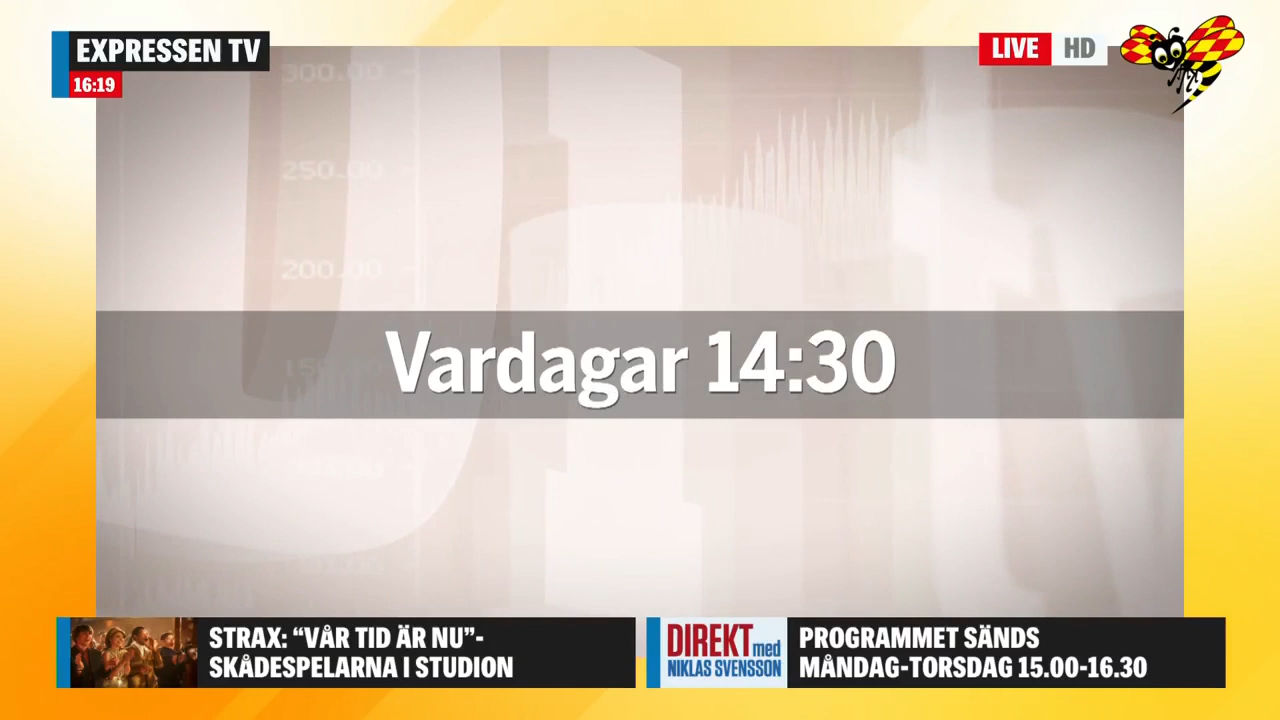 EXPRESSEN TV
16:19
LIVE HD
300.00
250.00
200.00
Vardagar 14:30
STRAX: “VÅR TID ÄR NU”-
SKÅDESPELARNA I STUDION
DIREKT med
NIKLAS SVENSSON
PROGRAMMET SÄNDS
MÅNDAG-TORSDAG 15.00-16.30